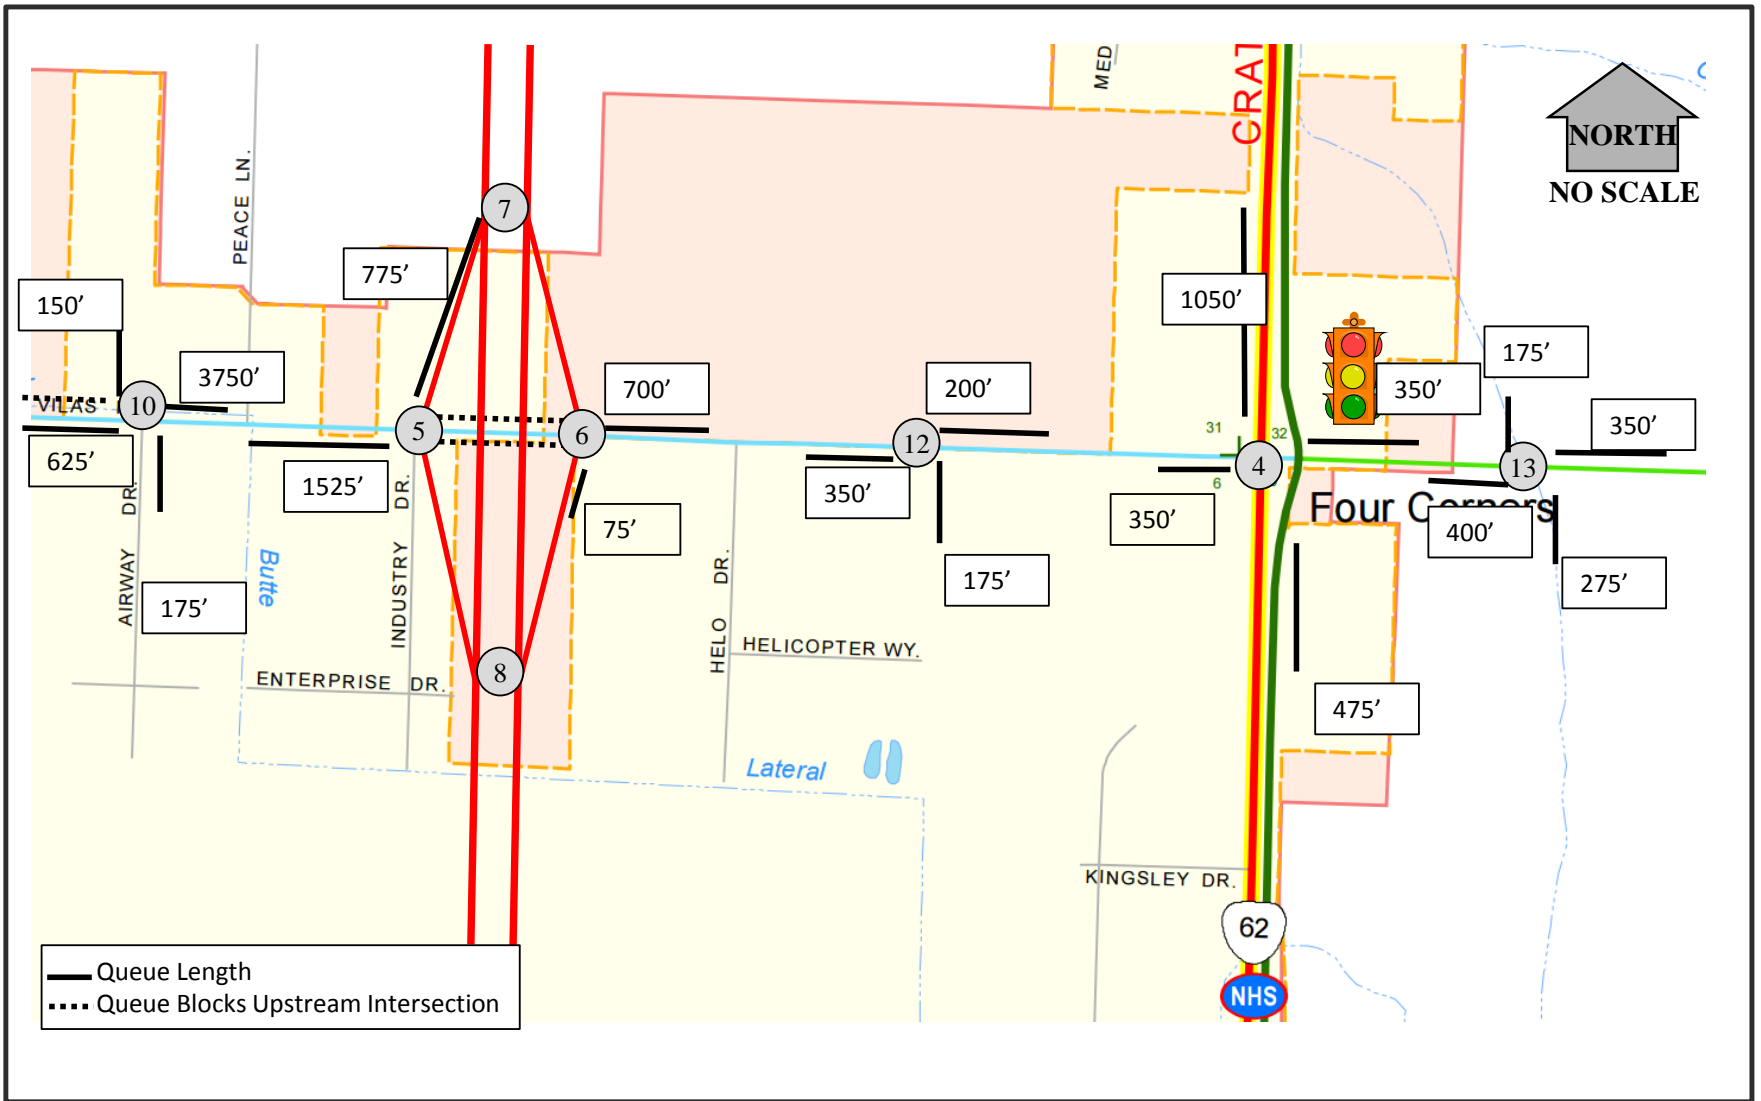 CRAT
MED
PEACE LN.
NORTH
NO SCALE
7
775’
150’
1050’
175’
3750’
700’
200’
350’
350’
VILAS
10
5
6
12
31
32
6
4
13
625’
1525’
350’
350’
Four Corners
400’
75’
175’
275’
AIRWAY DR.
Butte
INDUSTRY DR.
HELO DR.
175’
HELICOPTER WY.
8
ENTERPRISE DR.
475’
Lateral
KINGSLEY DR.
62
NHS
Queue Length
Queue Blocks Upstream Intersection